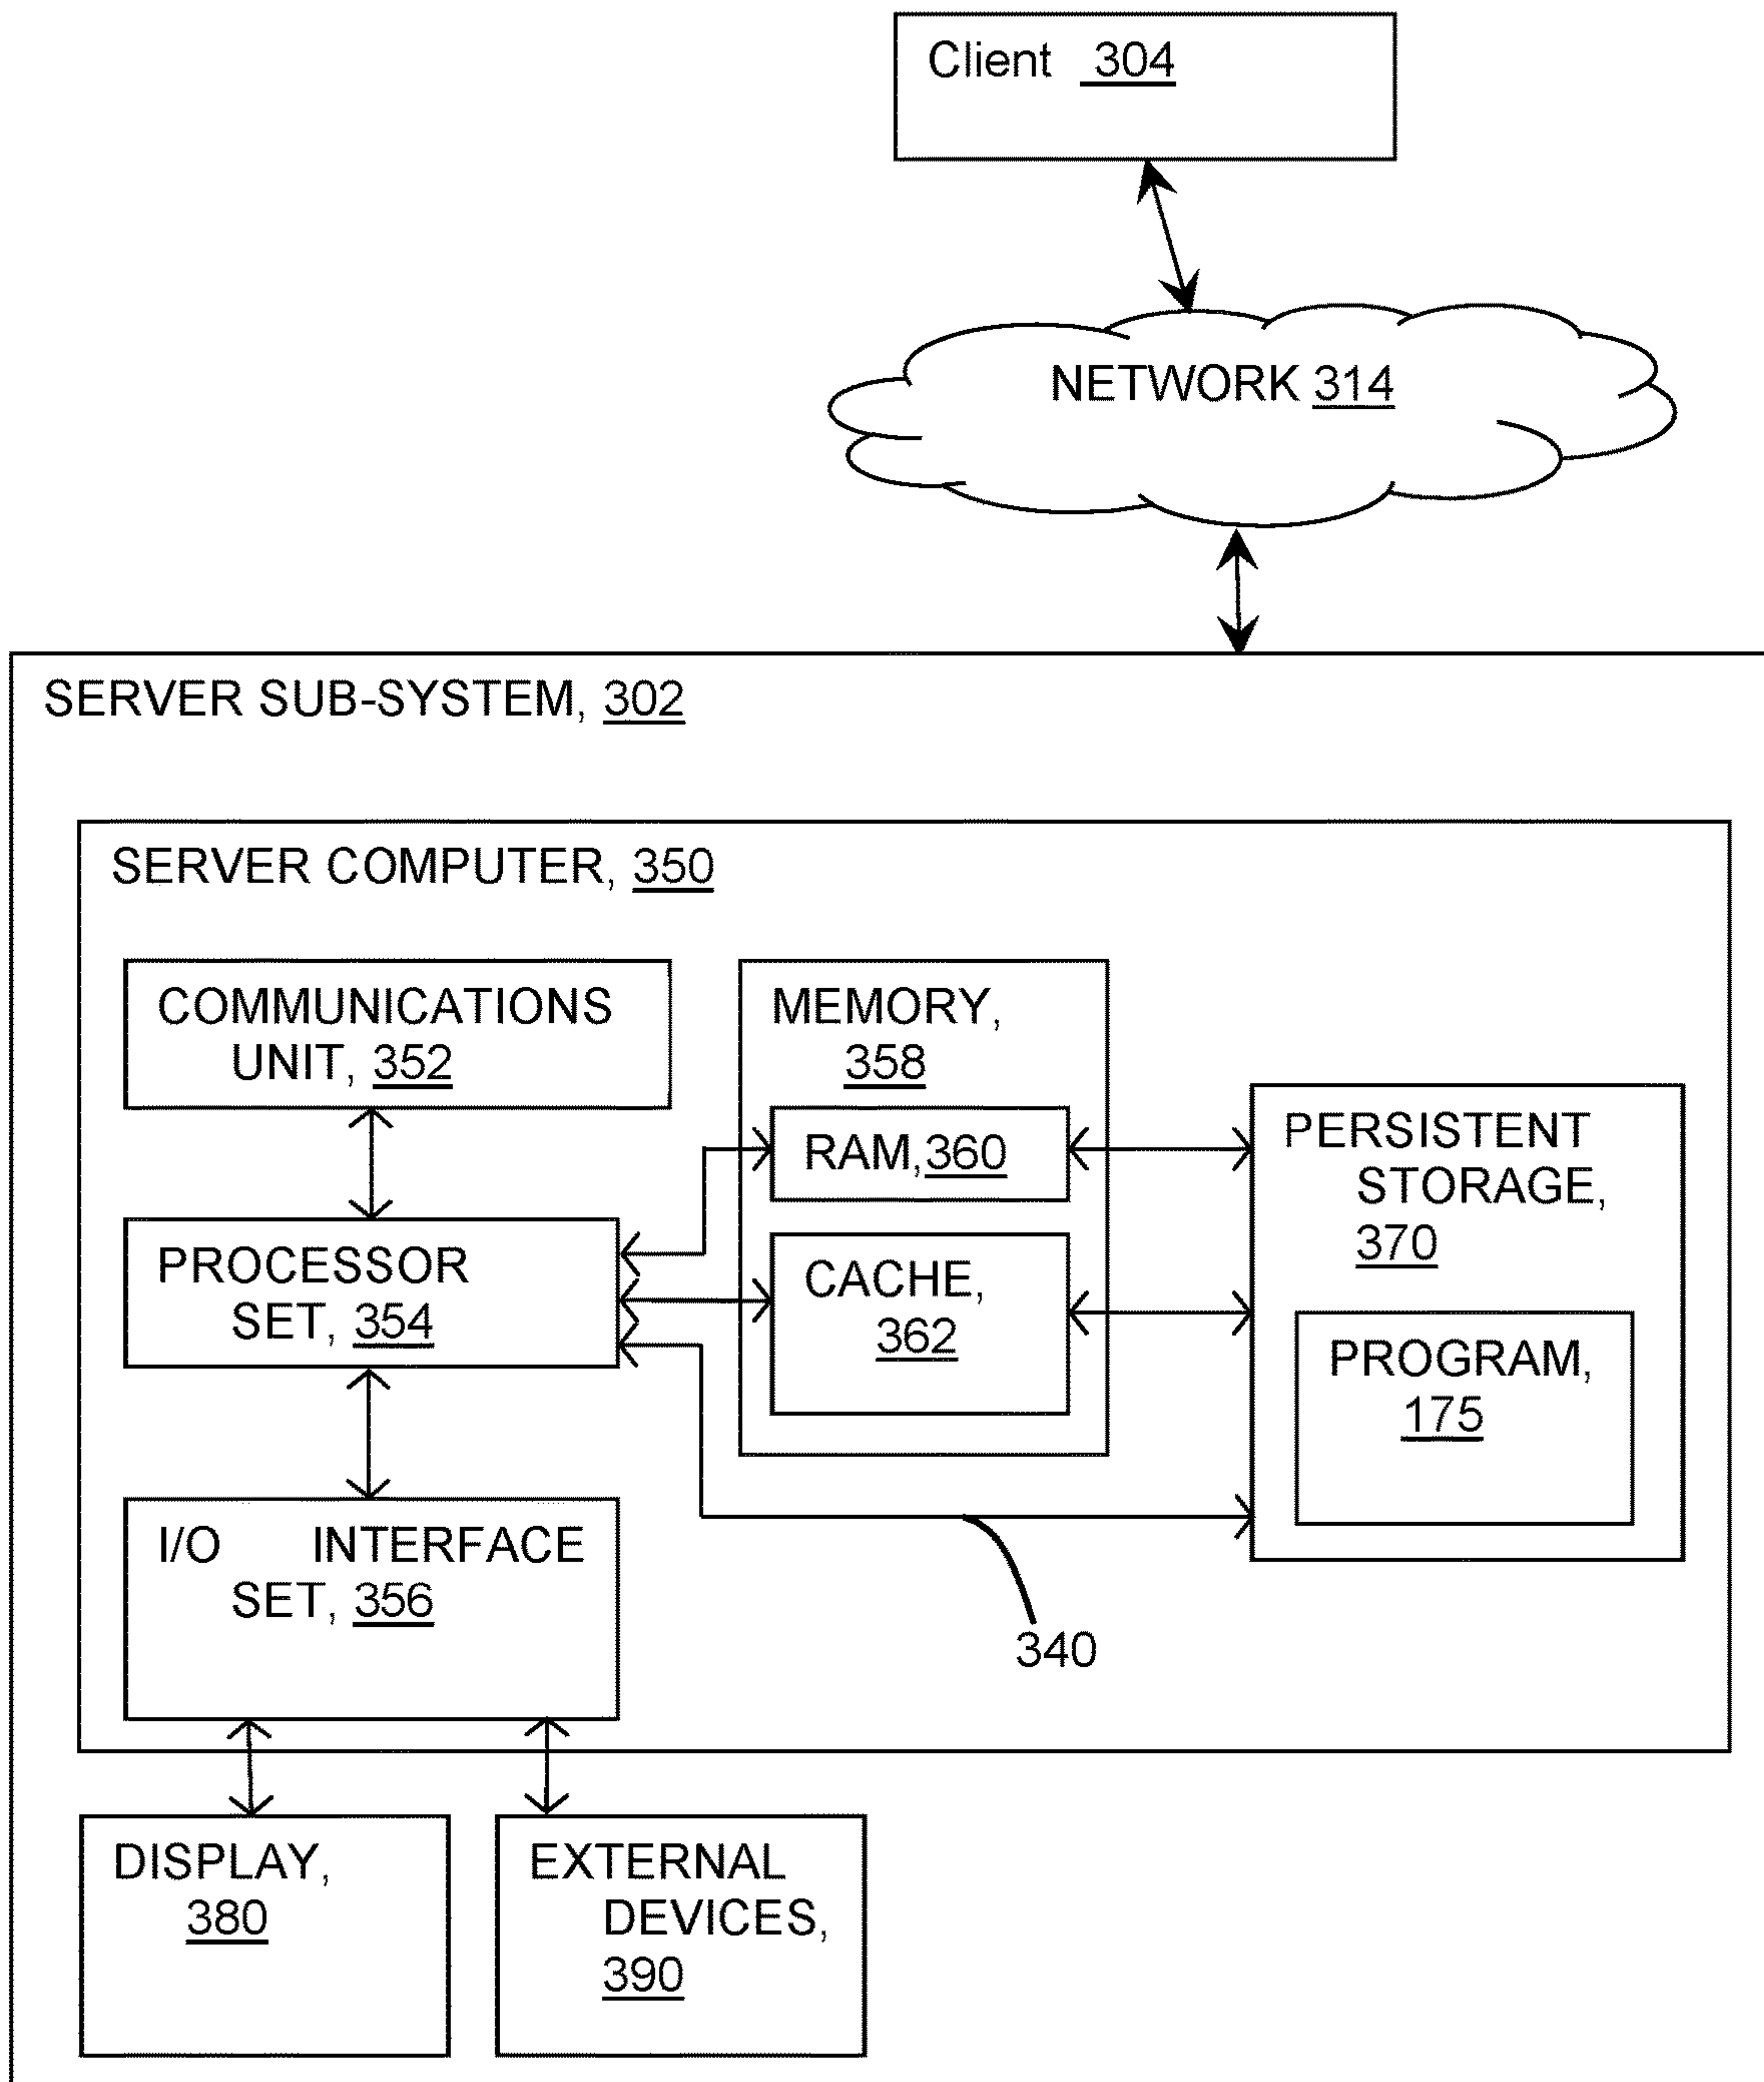 Client 304
NETWORK 314
SERVER SUB-SYSTEM, 302
SERVER COMPUTER, 350
COMMUNICATIONS
UNIT, 352
MEMORY,
358
RAM, 360
PERSISTENT
STORAGE,
370
PROCESSOR
SET, 354
CACHE,
362
PROGRAM,
175
I/O INTERFACE
SET, 356
340
DISPLAY,
380
EXTERNAL
DEVICES,
390